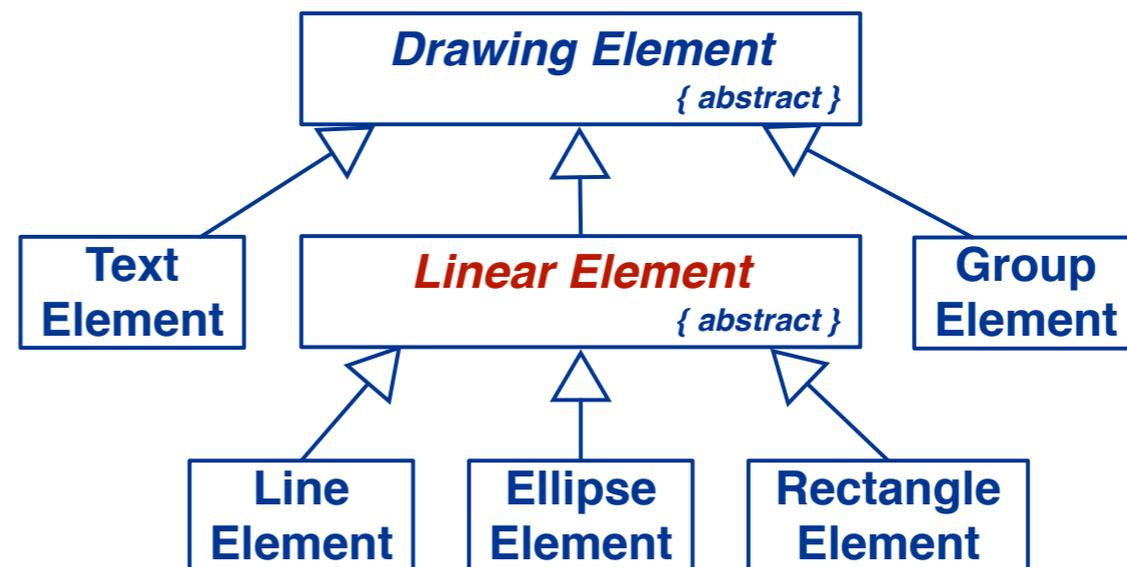 Drawing Element
{ abstract }
Text
Element
Linear Element
{ abstract }
Group
Element
Line
Element
Ellipse
Element
Rectangle
Element